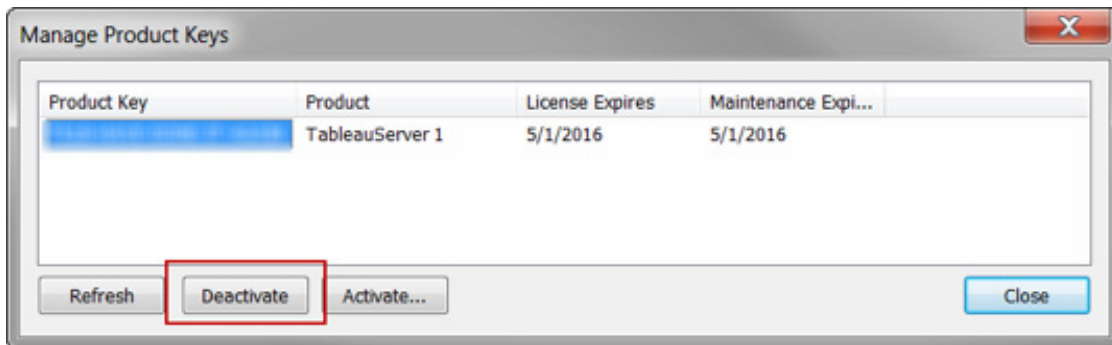 Manage Product Keys
Product Key Product License Expires Maintenance Expi...
TableauServer 1 5/1/2016 5/1/2016
Refresh Deactivate Activate... Close